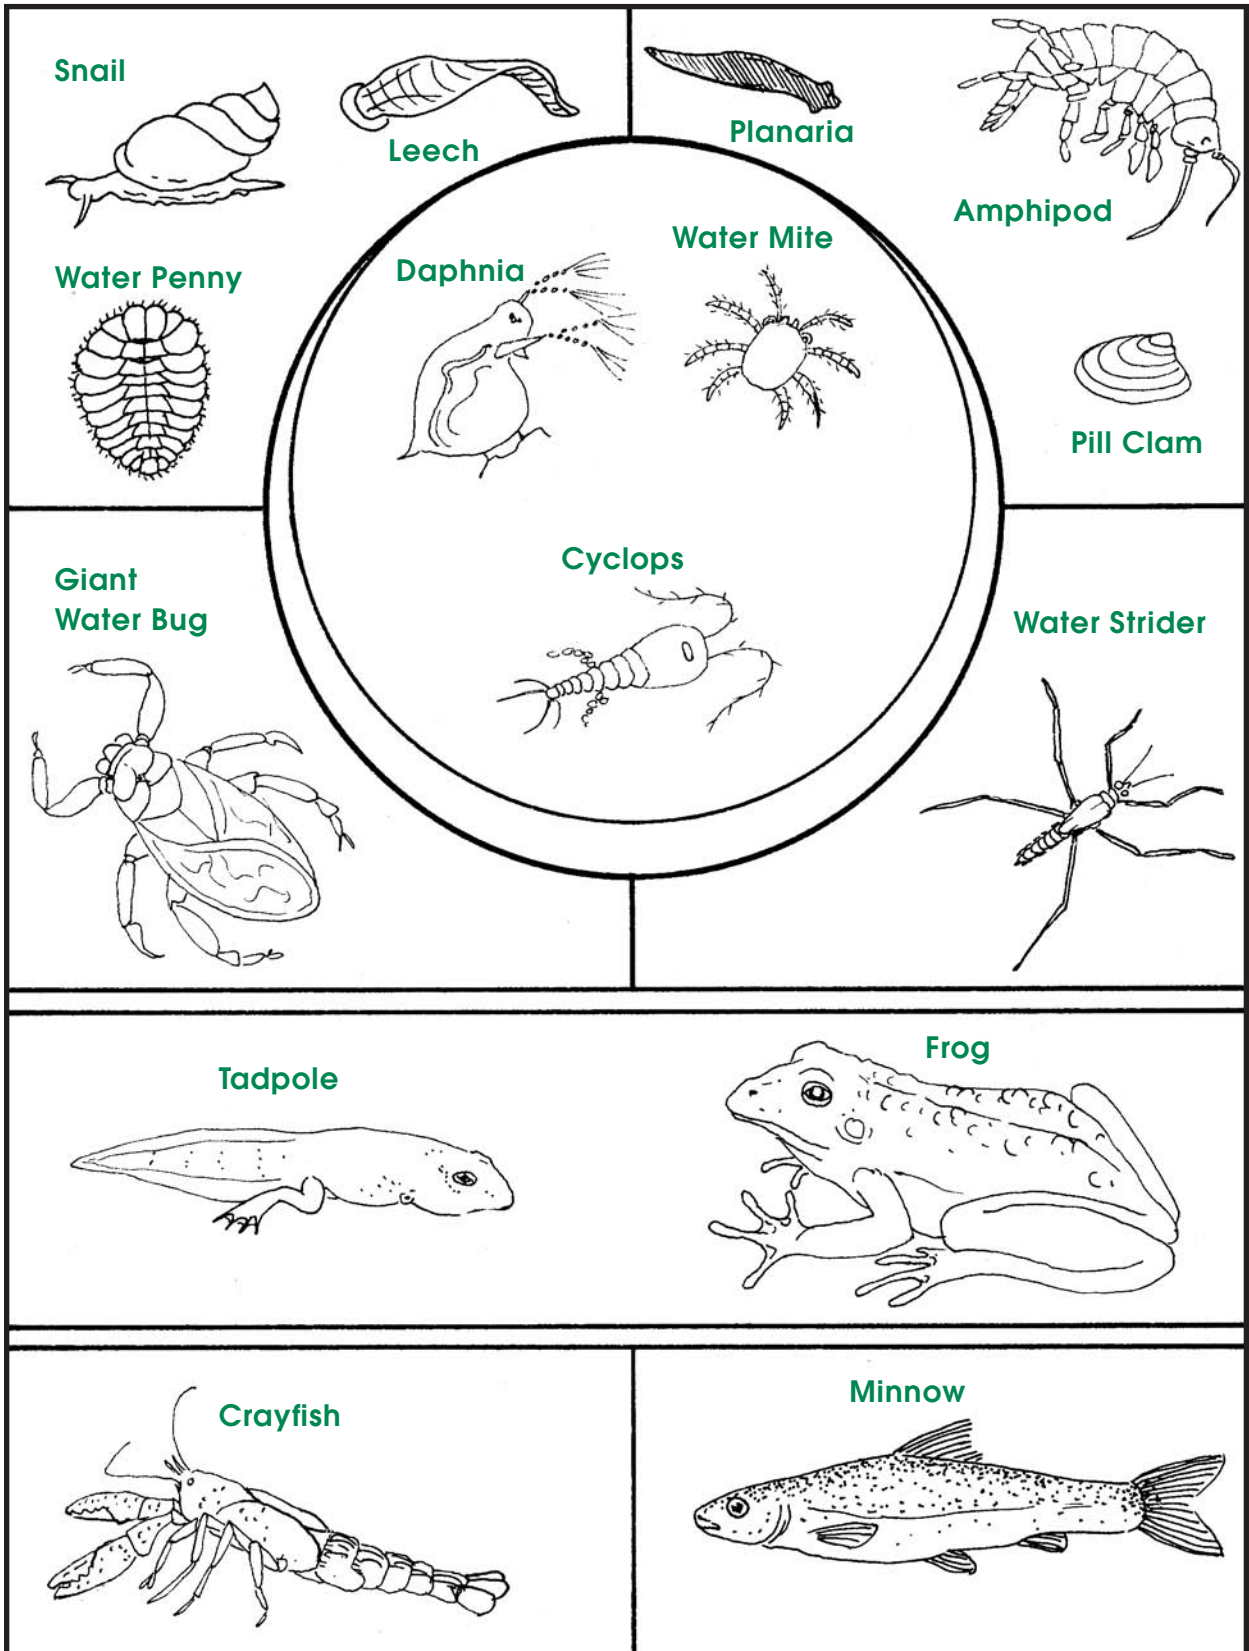 Snail
Leech
Planaria
Amphipod
Water Penny
Daphnia
Water Mite
Pill Clam
Giant
Water Bug
Cyclops
Water Strider
Tadpole
Frog
Crayfish
Minnow